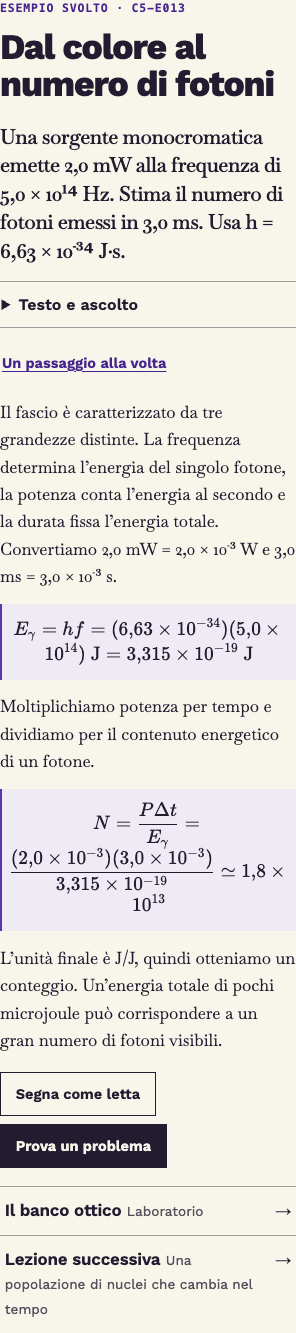 ESEMPIO SVOLTO · C5–E013
Dal colore al
numero di fotoni
Una sorgente monocromatica
emette 2,0 mW alla frequenza di
5,0 × 10¹⁴ Hz. Stima il numero di
fotoni emessi in 3,0 ms. Usa h =
6,63 × 10⁻³⁴ J·s.
▶ Testo e ascolto
Un passaggio alla volta
Il fascio è caratterizzato da tre
grandezze distinte. La frequenza
determina l’energia del singolo fotone,
la potenza conta l’energia al secondo e
la durata fissa l’energia totale.
Convertiamo 2,0 mW = 2,0 × 10⁻³ W e 3,0
ms = 3,0 × 10⁻³ s.
E_γ = hf = (6,63 × 10⁻³⁴)(5,0 ×
10¹⁴) J = 3,315 × 10⁻¹⁹ J
Moltiplichiamo potenza per tempo e
dividiamo per il contenuto energetico
di un fotone.
N = PΔt / E_γ =
(2,0 × 10⁻³)(3,0 × 10⁻³) / 3,315 × 10⁻¹⁹ ≃ 1,8 ×
10¹³
L’unità finale è J/J, quindi otteniamo un
conteggio. Un’energia totale di pochi
microjoule può corrispondere a un
gran numero di fotoni visibili.
Segna come letta
Prova un problema
Il banco ottico Laboratorio →
Lezione successiva Una →
popolazione di nuclei che cambia nel
tempo